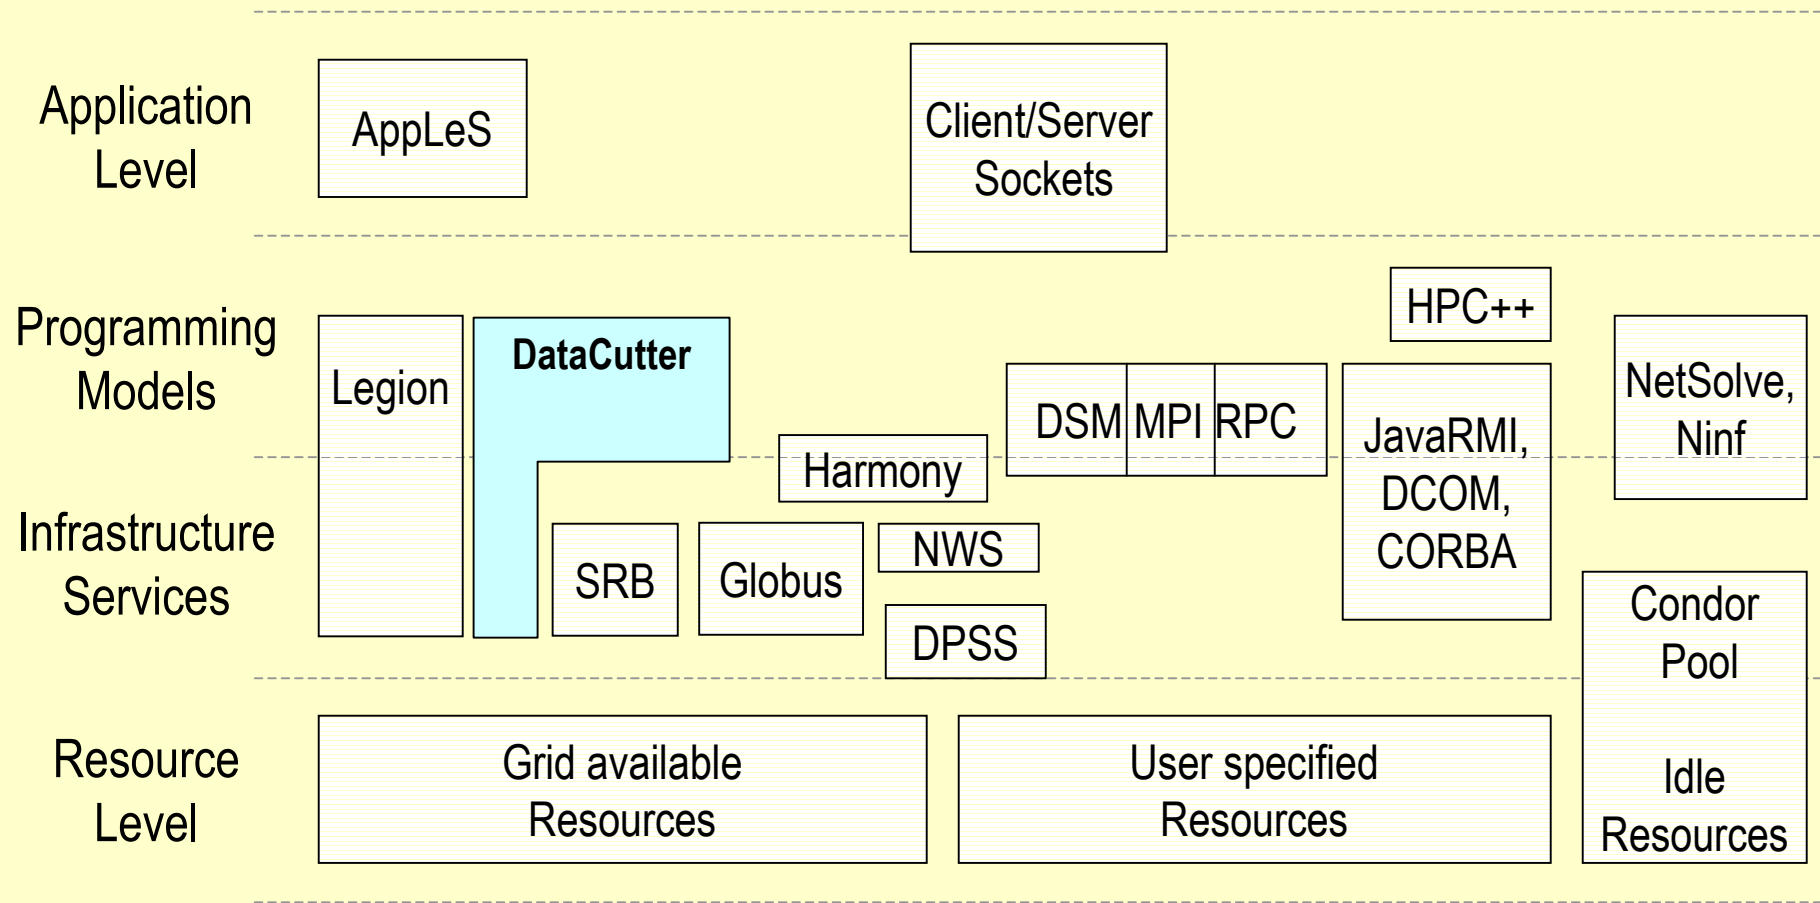 Application
Level
AppLeS
Client/Server
Sockets
Programming
Models
Legion
DataCutter
Harmony
DSM MPI RPC
HPC++
JavaRMI,
DCOM,
CORBA
NetSolve,
Ninf
Infrastructure
Services
SRB
Globus
NWS
DPSS
Condor
Pool
Idle
Resources
Resource
Level
Grid available
Resources
User specified
Resources